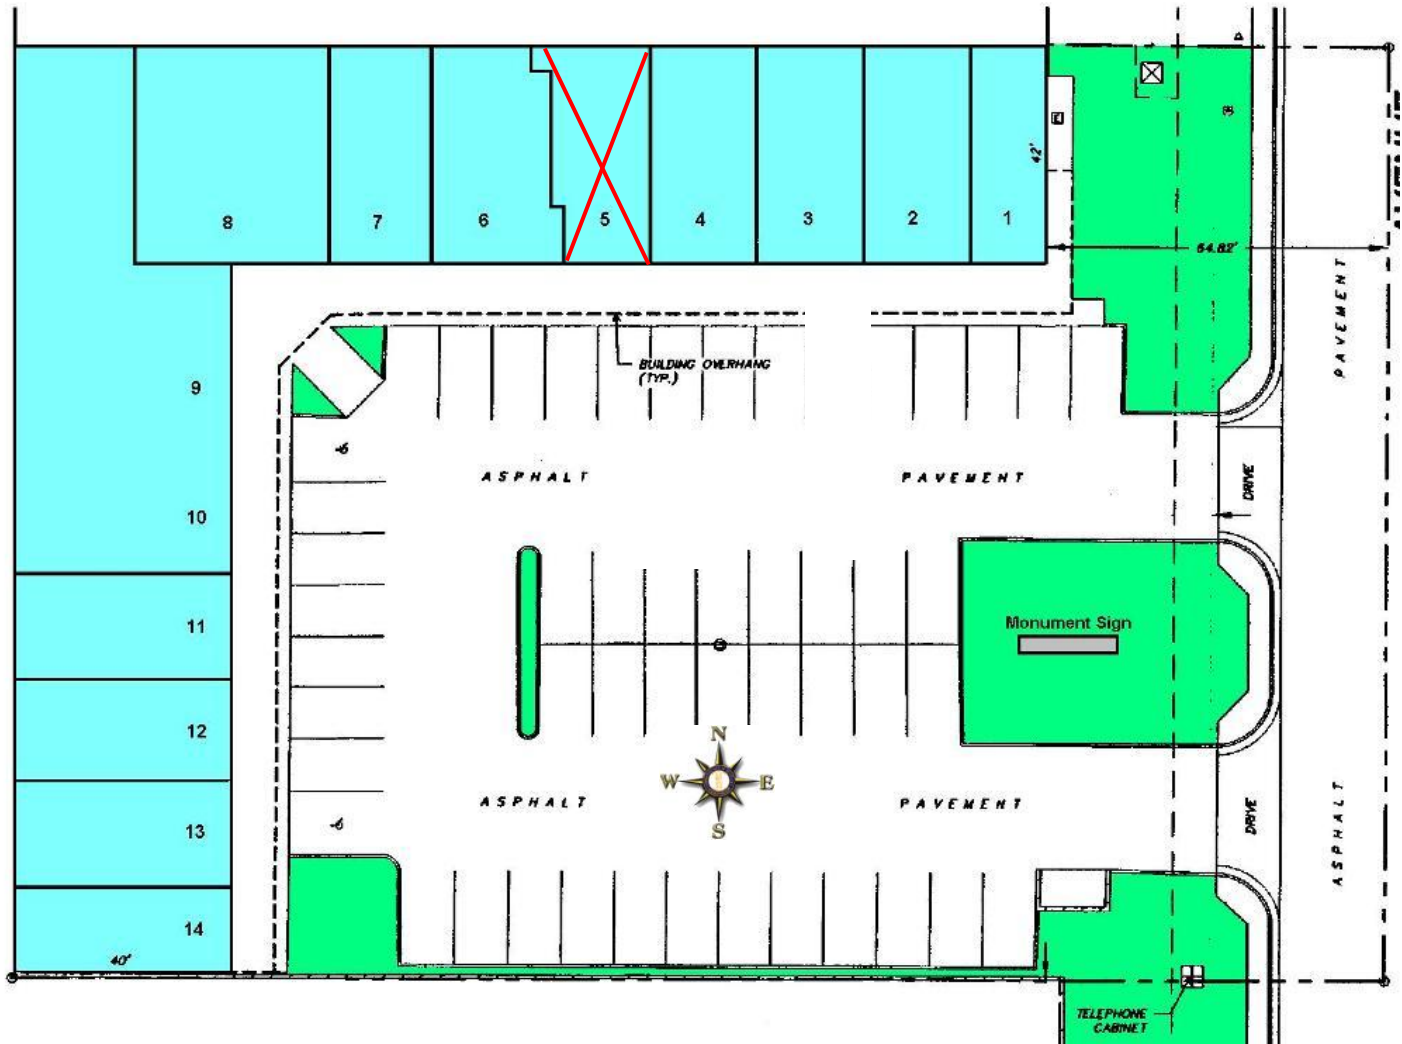 42'
8
7
6
5
4
3
2
1
64.82'
BUILDING OVERHANG
(TYP.)
PAVEMENT
9
ASPHALT
PAVEMENT
DRIVE
10
11
Monument Sign
12
N
W
E
S
ASPHALT
PAVEMENT
DRIVE
ASPHALT
13
14
40'
TELEPHONE
CABINET